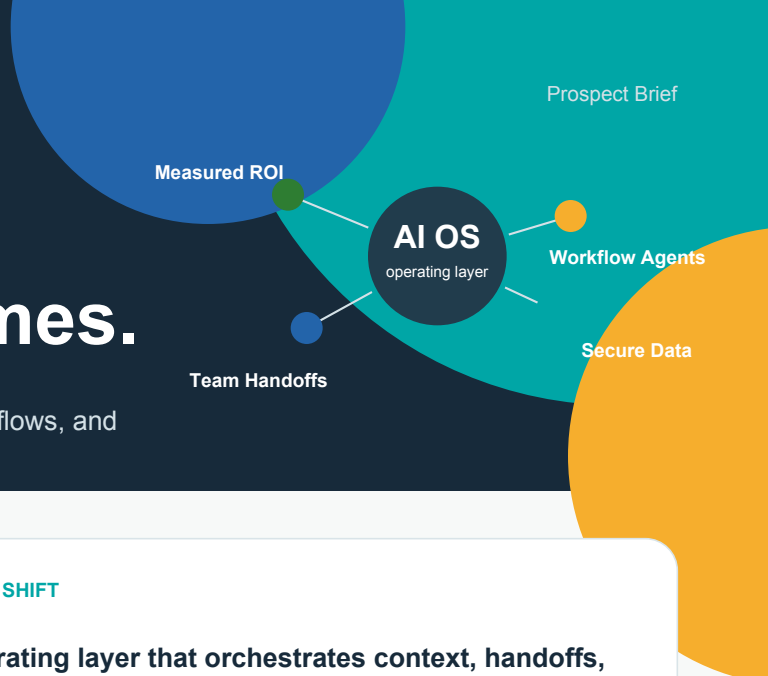 Prospect Brief
Measured ROI
AI OS
operating layer
Workflow Agents
mes.
Secure Data
Team Handoffs
flows, and
SHIFT
rating layer that orchestrates context, handoffs,